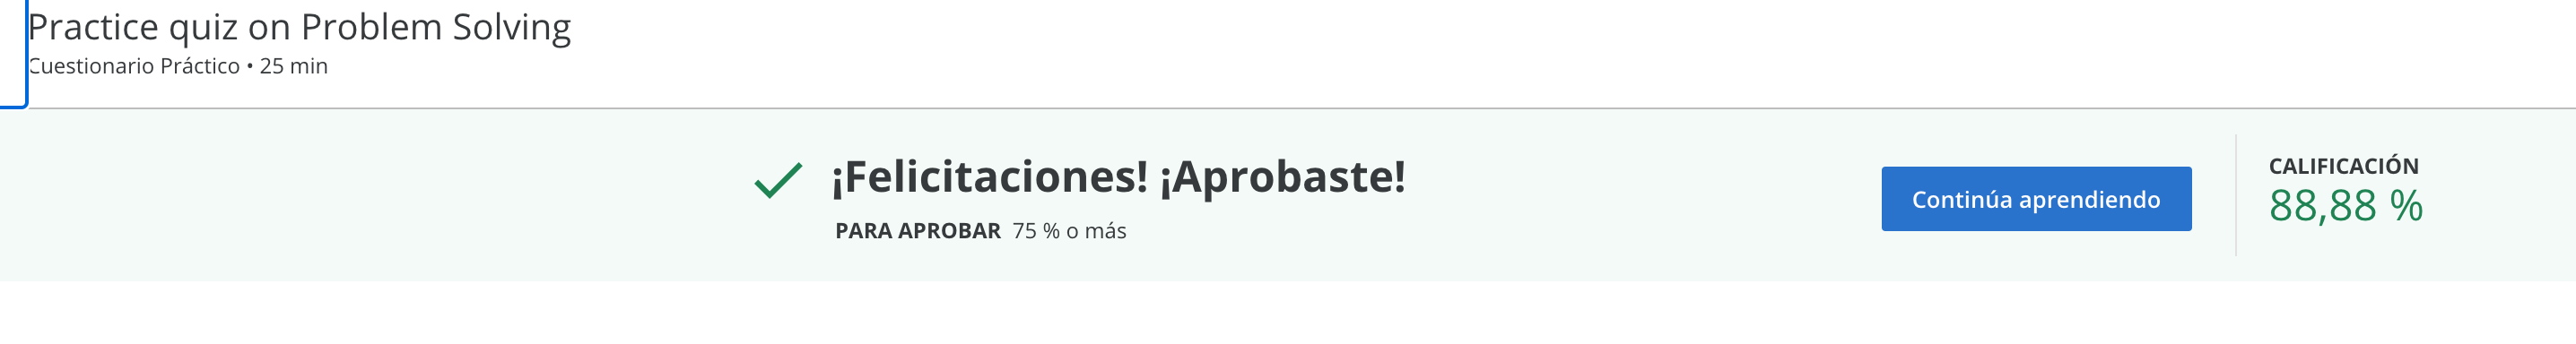 Practice quiz on Problem Solving
Cuestionario Práctico • 25 min
¡Felicitaciones! ¡Aprobaste!
PARA APROBAR 75 % o más
Continúa aprendiendo
CALIFICACIÓN
88,88 %